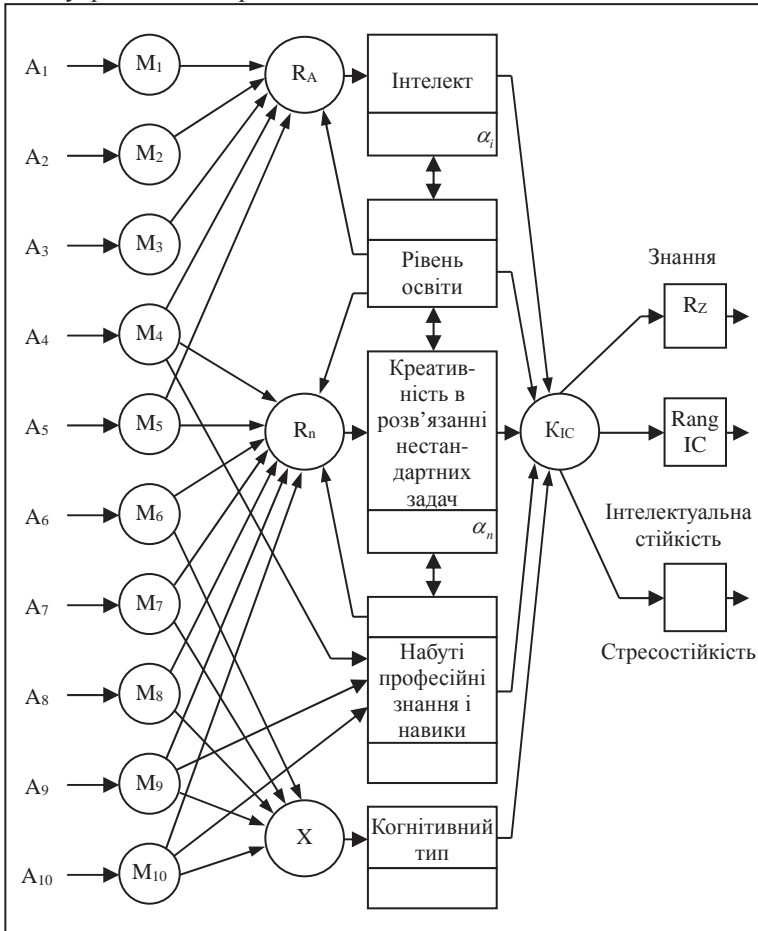 A1
M1
RA
Інтелект
αi
A2
M2
A3
M3
Рівень
освіти
Знання
RZ
A4
M4
Креатив-
ність в
розв'язанні
нестан-
дартних
задач
αn
A5
M5
Rn
KIC
Rang
IC
A6
M6
Інтелектуальна
стійкість
A7
M7
Набуті
професійні
знання і
навики
Стресостійкість
A8
M8
A9
M9
X
Когнітивний
тип
A10
M10